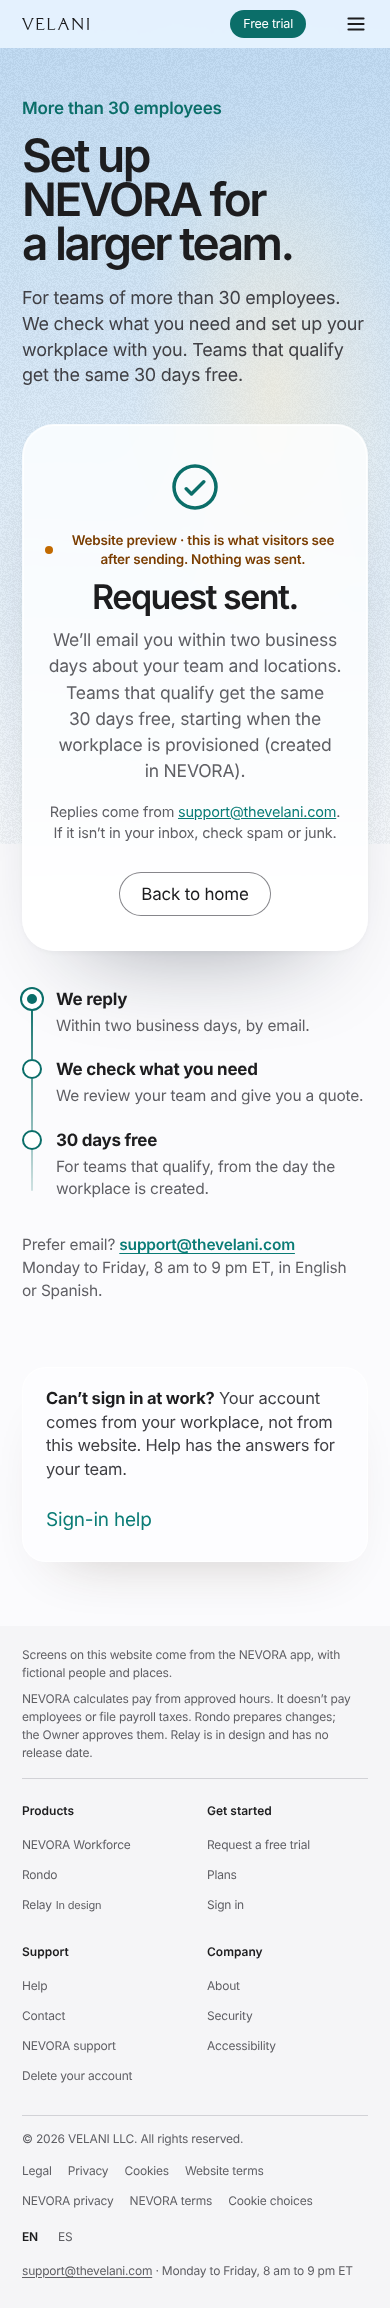 VELANI
Free trial
More than 30 employees
Set up
NEVORA for
a larger team.
For teams of more than 30 employees.
We check what you need and set up your
workplace with you. Teams that qualify
get the same 30 days free.
Website preview · this is what visitors see
after sending. Nothing was sent.
Request sent.
We’ll email you within two business
days about your team and locations.
Teams that qualify get the same
30 days free, starting when the
workplace is provisioned (created
in NEVORA).
Replies come from support@thevelani.com.
If it isn’t in your inbox, check spam or junk.
Back to home
We reply
Within two business days, by email.
We check what you need
We review your team and give you a quote.
30 days free
For teams that qualify, from the day the
workplace is created.
Prefer email? support@thevelani.com
Monday to Friday, 8 am to 9 pm ET, in English
or Spanish.
Can’t sign in at work? Your account
comes from your workplace, not from
this website. Help has the answers for
your team.
Sign-in help
Screens on this website come from the NEVORA app, with
fictional people and places.
NEVORA calculates pay from approved hours. It doesn’t pay
employees or file payroll taxes. Rondo prepares changes;
the Owner approves them. Relay is in design and has no
release date.
Products
NEVORA Workforce
Rondo
Relay In design
Get started
Request a free trial
Plans
Sign in
Support
Help
Contact
NEVORA support
Delete your account
Company
About
Security
Accessibility
© 2026 VELANI LLC. All rights reserved.
Legal Privacy Cookies Website terms
NEVORA privacy NEVORA terms Cookie choices
EN ES
support@thevelani.com · Monday to Friday, 8 am to 9 pm ET